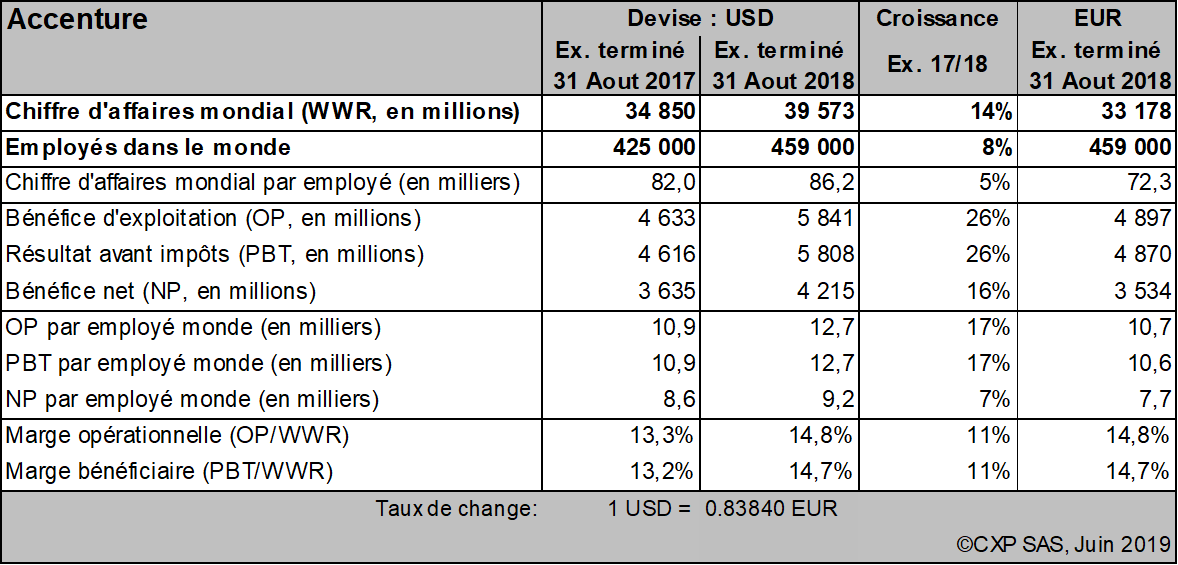 Accenture Devise : USD Croissance EUR
Ex. terminé Ex. terminé Ex. 17/18 Ex. terminé
31 Aout 2017 31 Aout 2018 31 Aout 2018
Chiffre d'affaires mondial (WWR, en millions) 34 850 39 573 14% 33 178
Employés dans le monde 425 000 459 000 8% 459 000
Chiffre d'affaires mondial par employé (en milliers) 82,0 86,2 5% 72,3
Bénéfice d'exploitation (OP, en millions) 4 633 5 841 26% 4 897
Résultat avant impôts (PBT, en millions) 4 616 5 808 26% 4 870
Bénéfice net (NP, en millions) 3 635 4 215 16% 3 534
OP par employé monde (en milliers) 10,9 12,7 17% 10,7
PBT par employé monde (en milliers) 10,9 12,7 17% 10,6
NP par employé monde (en milliers) 8,6 9,2 7% 7,7
Marge opérationnelle (OP/WWR) 13,3% 14,8% 11% 14,8%
Marge bénéficiaire (PBT/WWR) 13,2% 14,7% 11% 14,7%
Taux de change: 1 USD = 0.83840 EUR
©CXP SAS, Juin 2019